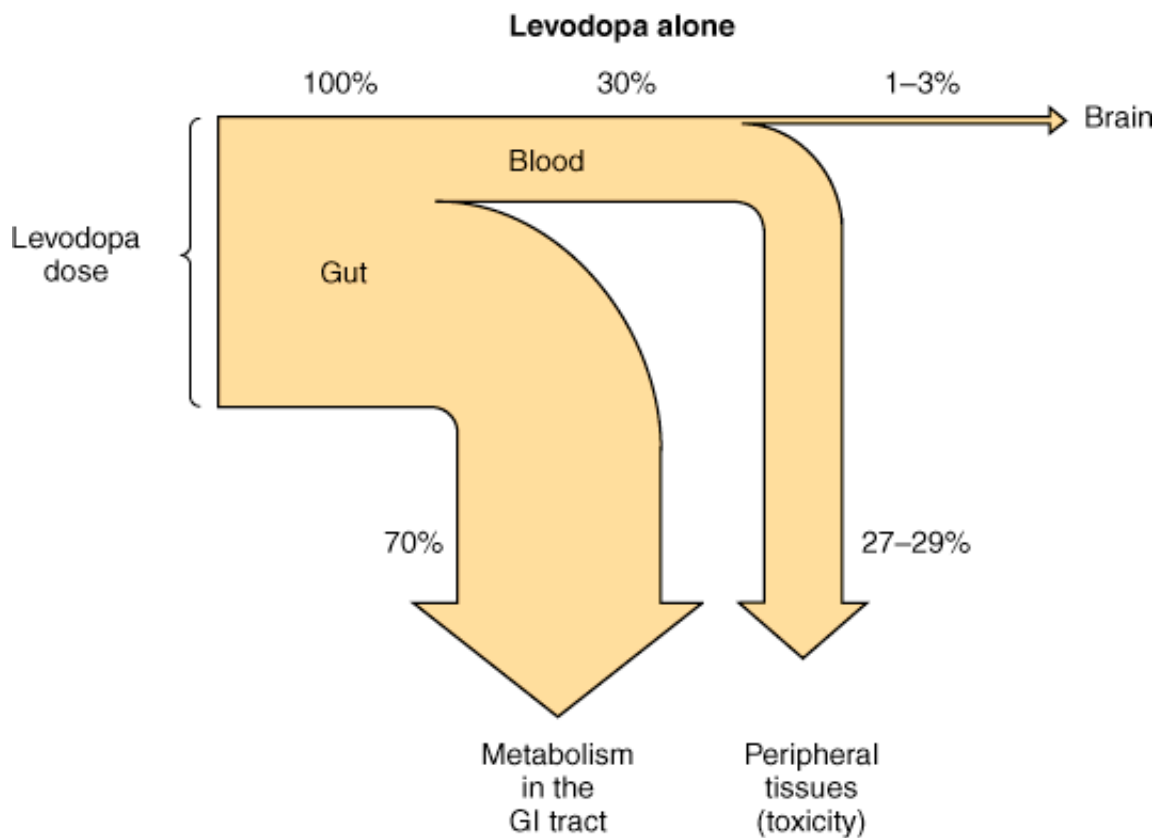 Levodopa alone
100%
30%
1–3%
Brain
Blood
Levodopa
dose
Gut
70%
27–29%
Metabolism
in the
GI tract
Peripheral
tissues
(toxicity)